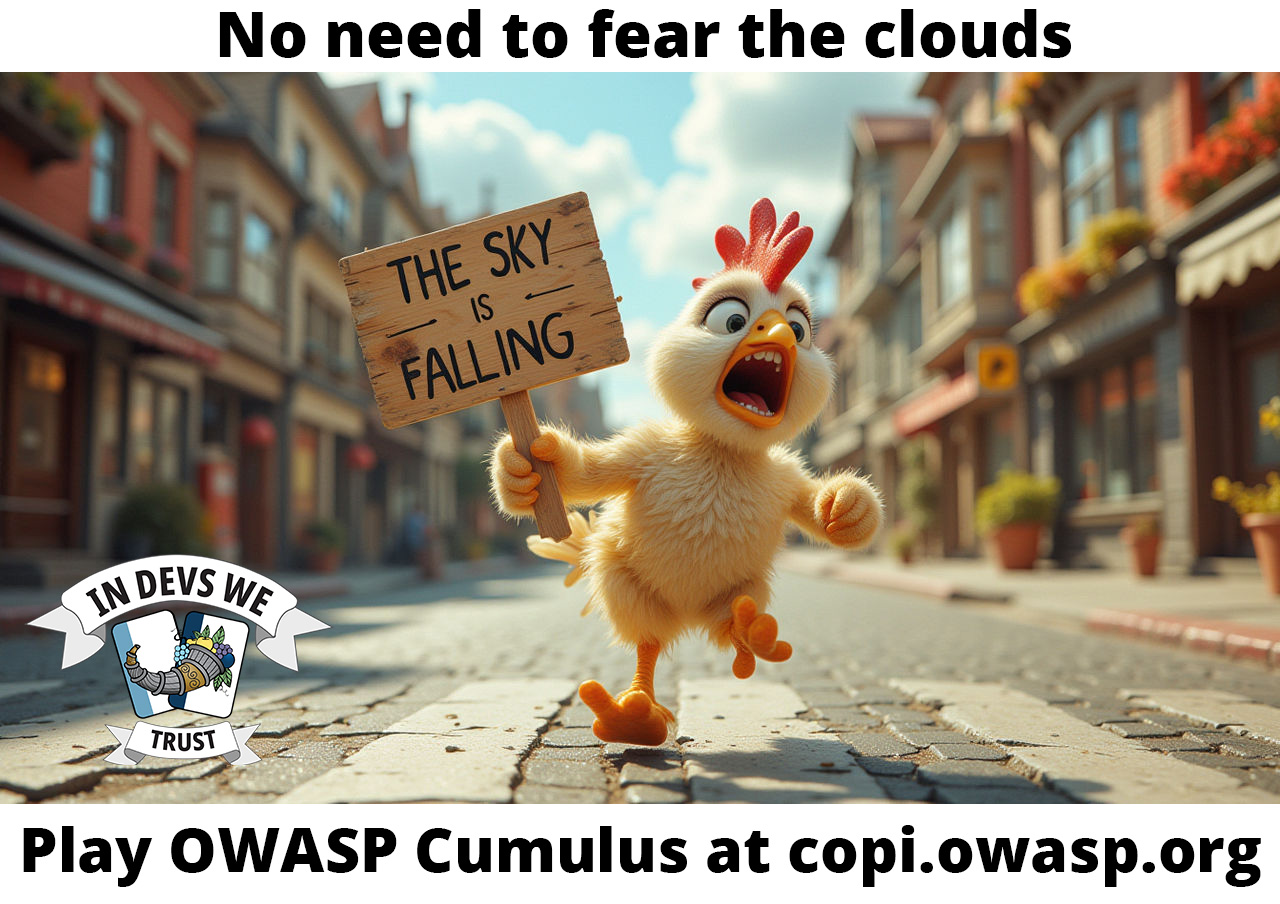 No need to fear the clouds
THE SKY
IS
FALLING
IN DEVS WE
TRUST
Play OWASP Cumulus at copi.owasp.org